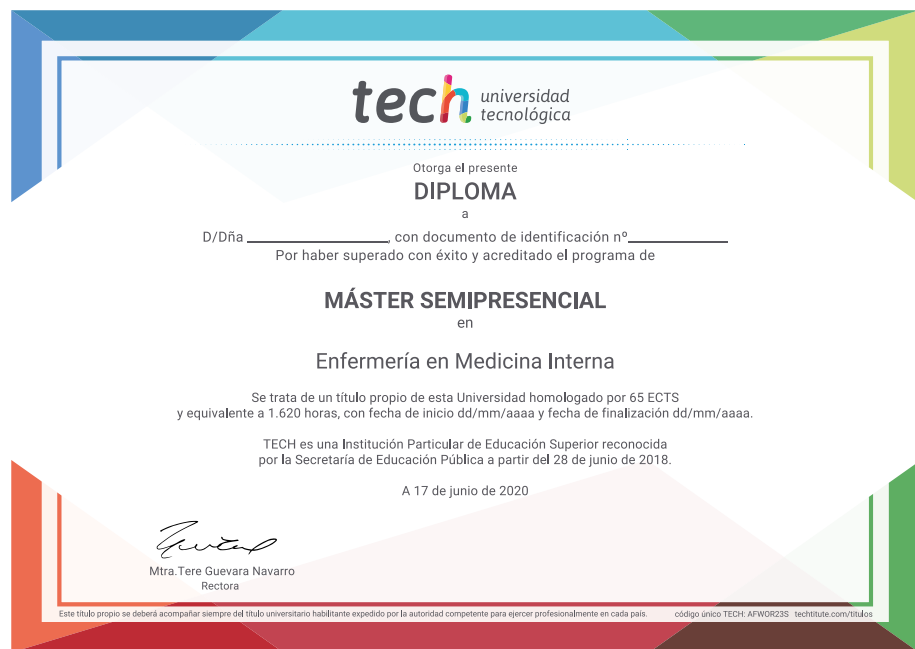 tech universidad
tecnológica
Otorga el presente
DIPLOMA
a
D/Dña ________________, con documento de identificación nº____________
Por haber superado con éxito y acreditado el programa de
MÁSTER SEMIPRESENCIAL
en
Enfermería en Medicina Interna
Se trata de un título propio de esta Universidad homologado por 65 ECTS
y equivalente a 1.620 horas, con fecha de inicio dd/mm/aaaa y fecha de finalización dd/mm/aaaa.
TECH es una Institución Particular de Educación Superior reconocida
por la Secretaría de Educación Pública a partir del 28 de junio de 2018.
A 17 de junio de 2020
Mtra.Tere Guevara Navarro
Rectora
Este título propio se deberá acompañar siempre del título universitario habilitante expedido por la autoridad competente para ejercer profesionalmente en cada país. código único TECH: AFWOR23S techtitute.com/titulos